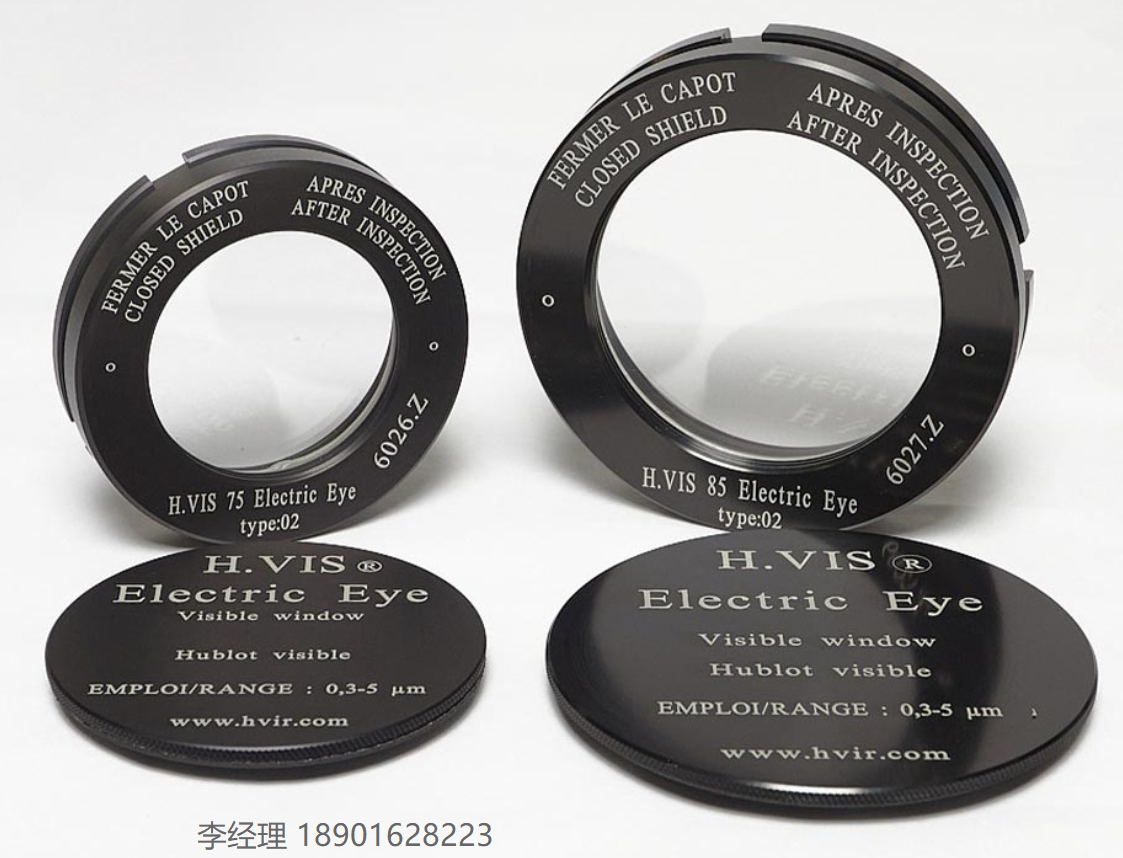 FERMER LE CAPOT
CLOSED SHIELD
APRES INSPECTION
AFTER INSPECTION
o
o
6026.Z
H.VIS 75 Electric Eye
type:02
FERMER LE CAPOT
CLOSED SHIELD
APRES INSPECTION
AFTER INSPECTION
o
o
6027.Z
H.VIS 85 Electric Eye
type:02
H.VIS ®
Electric Eye
Visible window
Hublot visible
EMPLOI/RANGE : 0,3-5 µm
www.hvir.com
H.VIS ®
Electric Eye
Visible window
Hublot visible
EMPLOI/RANGE : 0,3-5 µm
www.hvir.com
李经理 18901628223